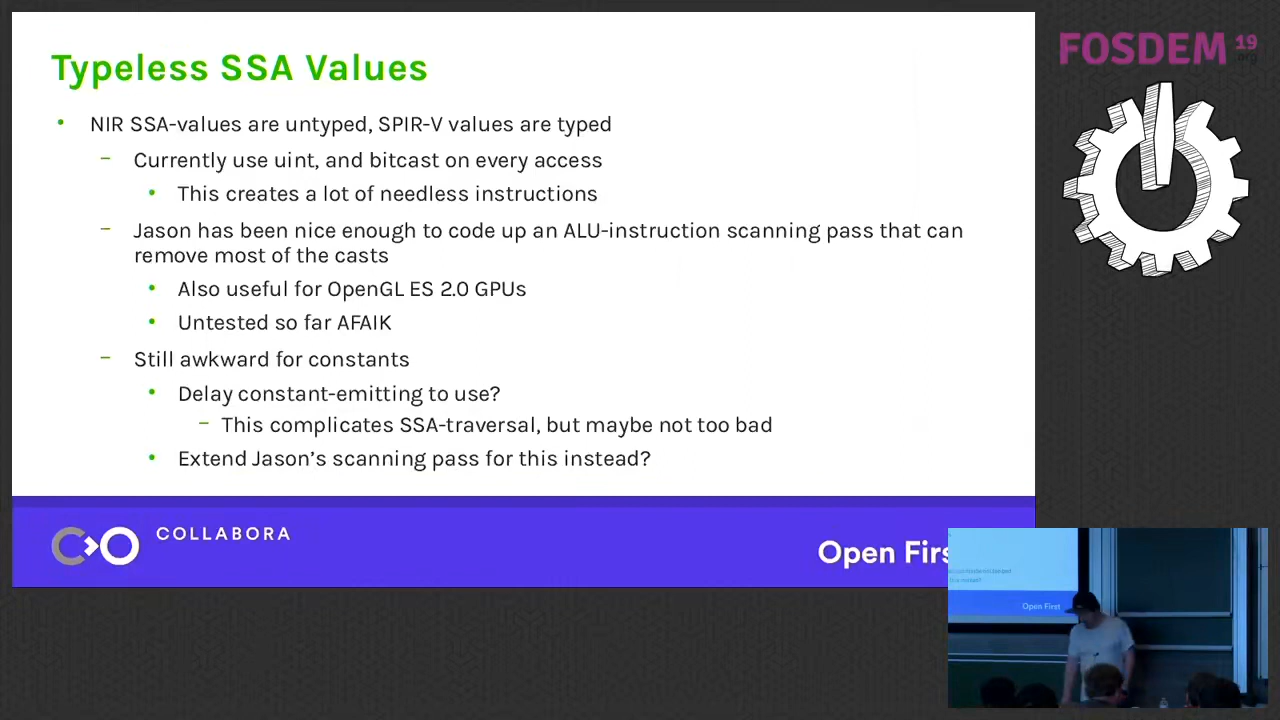 Typeless SSA Values
• NIR SSA-values are untyped, SPIR-V values are typed
– Currently use uint, and bitcast on every access
• This creates a lot of needless instructions
– Jason has been nice enough to code up an ALU-instruction scanning pass that can
remove most of the casts
• Also useful for OpenGL ES 2.0 GPUs
• Untested so far AFAIK
– Still awkward for constants
• Delay constant-emitting to use?
– This complicates SSA-traversal, but maybe not too bad
• Extend Jason's scanning pass for this instead?
COLLABORA
Open Firs
FOSDEM 19
.org
Open First